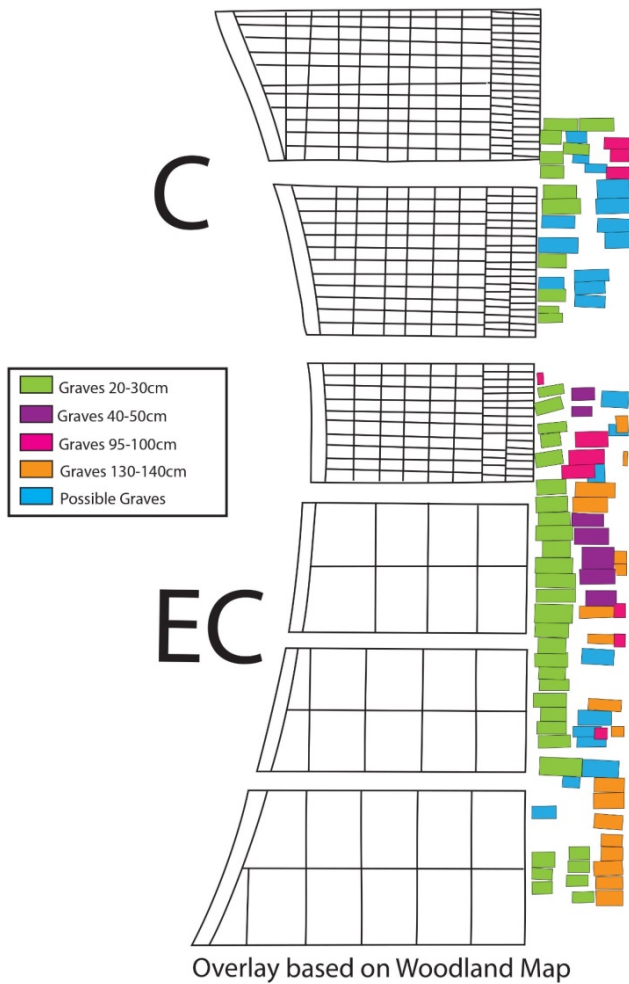 C
Graves 20-30cm
Graves 40-50cm
Graves 95-100cm
Graves 130-140cm
Possible Graves
EC
Overlay based on Woodland Map